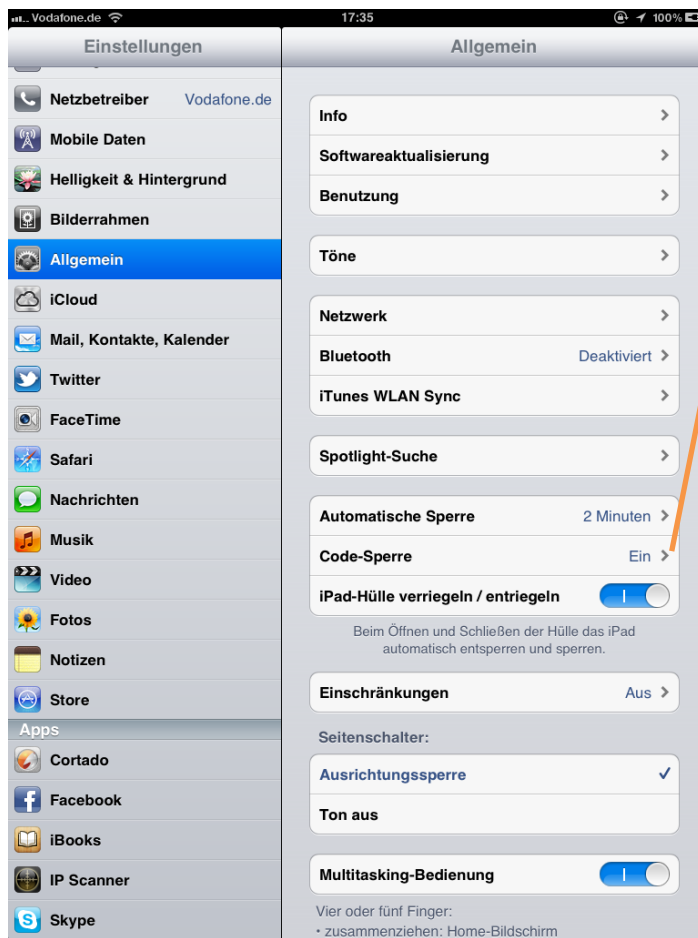 Vodafone.de
17:35
100%
Einstellungen
Netzbetreiber Vodafone.de
Mobile Daten
Helligkeit & Hintergrund
Bilderrahmen
Allgemein
iCloud
Mail, Kontakte, Kalender
Twitter
FaceTime
Safari
Nachrichten
Musik
Video
Fotos
Notizen
Store
Apps
Cortado
Facebook
iBooks
IP Scanner
Skype
Allgemein
Info
Softwareaktualisierung
Benutzung
Töne
Netzwerk
Bluetooth Deaktiviert
iTunes WLAN Sync
Spotlight-Suche
Automatische Sperre 2 Minuten
Code-Sperre Ein
iPad-Hülle verriegeln / entriegeln
Beim Öffnen und Schließen der Hülle das iPad
automatisch entsperren und sperren.
Einschränkungen Aus
Seitenschalter:
Ausrichtungssperre
Ton aus
Multitasking-Bedienung
Vier oder fünf Finger:
• zusammenziehen: Home-Bildschirm